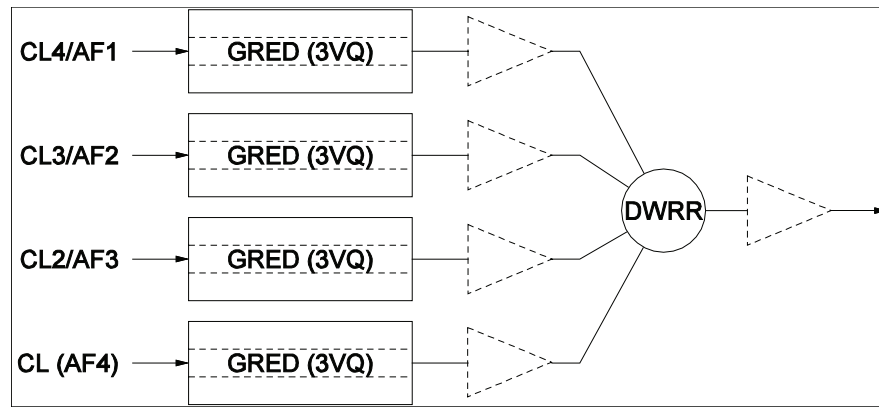 CL4/AF1 GRED (3VQ)
CL3/AF2 GRED (3VQ)
DWRR
CL2/AF3 GRED (3VQ)
CL (AF4) GRED (3VQ)